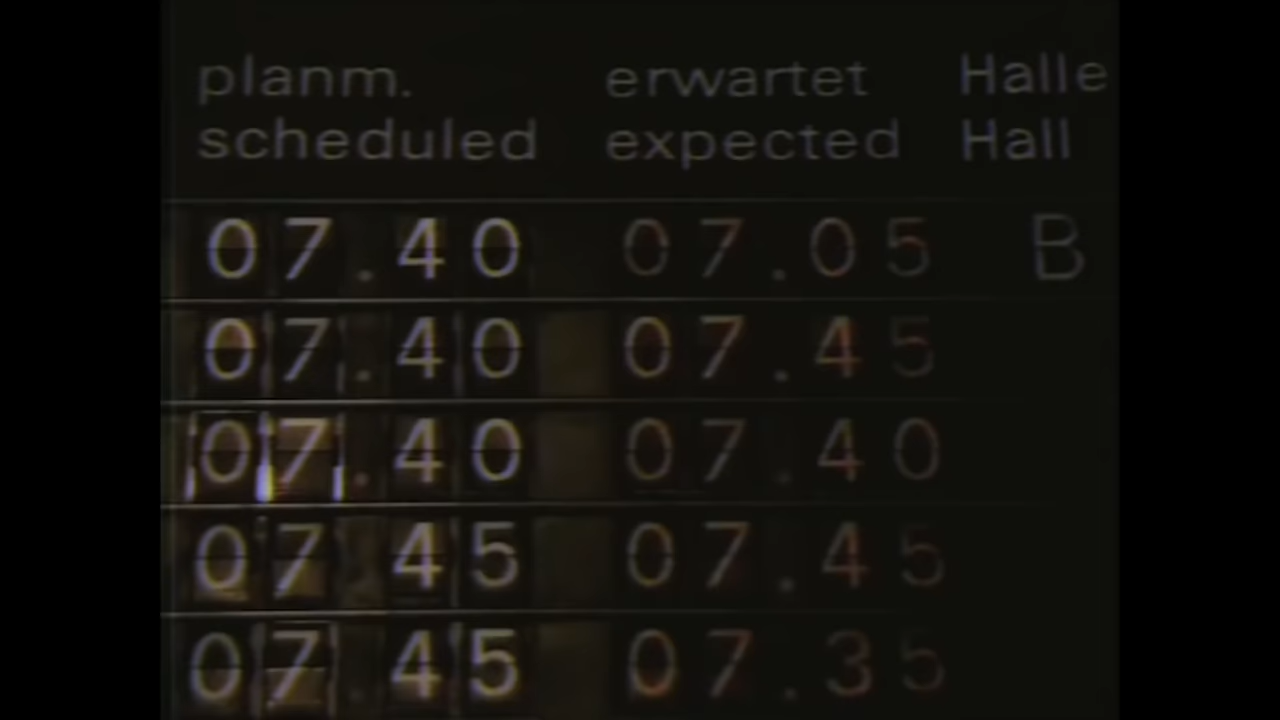 planm. erwartet Halle
scheduled expected Hall
07.40 07.05 B
07.40 07.45
07.40 07.40
07 45 07.45
07.45 07.35